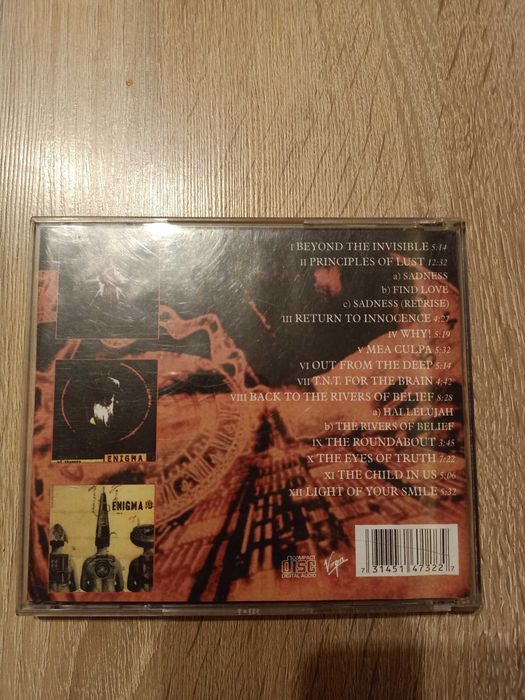 I BEYOND THE INVISIBLE 5:14
II PRINCIPLES OF LUST 12:32
a) SADNESS
b) FIND LOVE
c) SADNESS (REPRISE)
III RETURN TO INNOCENCE 4:27
IV WHY! 5:19
V MEA CULPA 5:32
VI OUT FROM THE DEEP 5:14
VII T.N.T. FOR THE BRAIN 4:42
VIII BACK TO THE RIVERS OF BELIEF 8:28
a) HALLELUJAH
b) THE RIVERS OF BELIEF
IX THE ROUNDABOUT 3:45
X THE EYES OF TRUTH 7:22
XI THE CHILD IN US 5:06
XII LIGHT OF YOUR SMILE 5:32
ENIGMA
ENIGMA 3
COMPACT
disc
DIGITAL AUDIO
Virgin
7 31451 47322 7